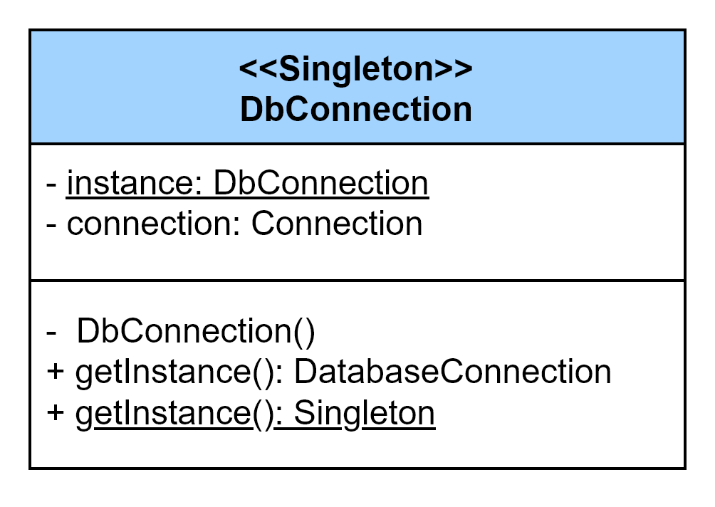 <<Singleton>>
DbConnection
- instance: DbConnection
- connection: Connection
- DbConnection()
+ getInstance(): DatabaseConnection
+ getInstance(): Singleton